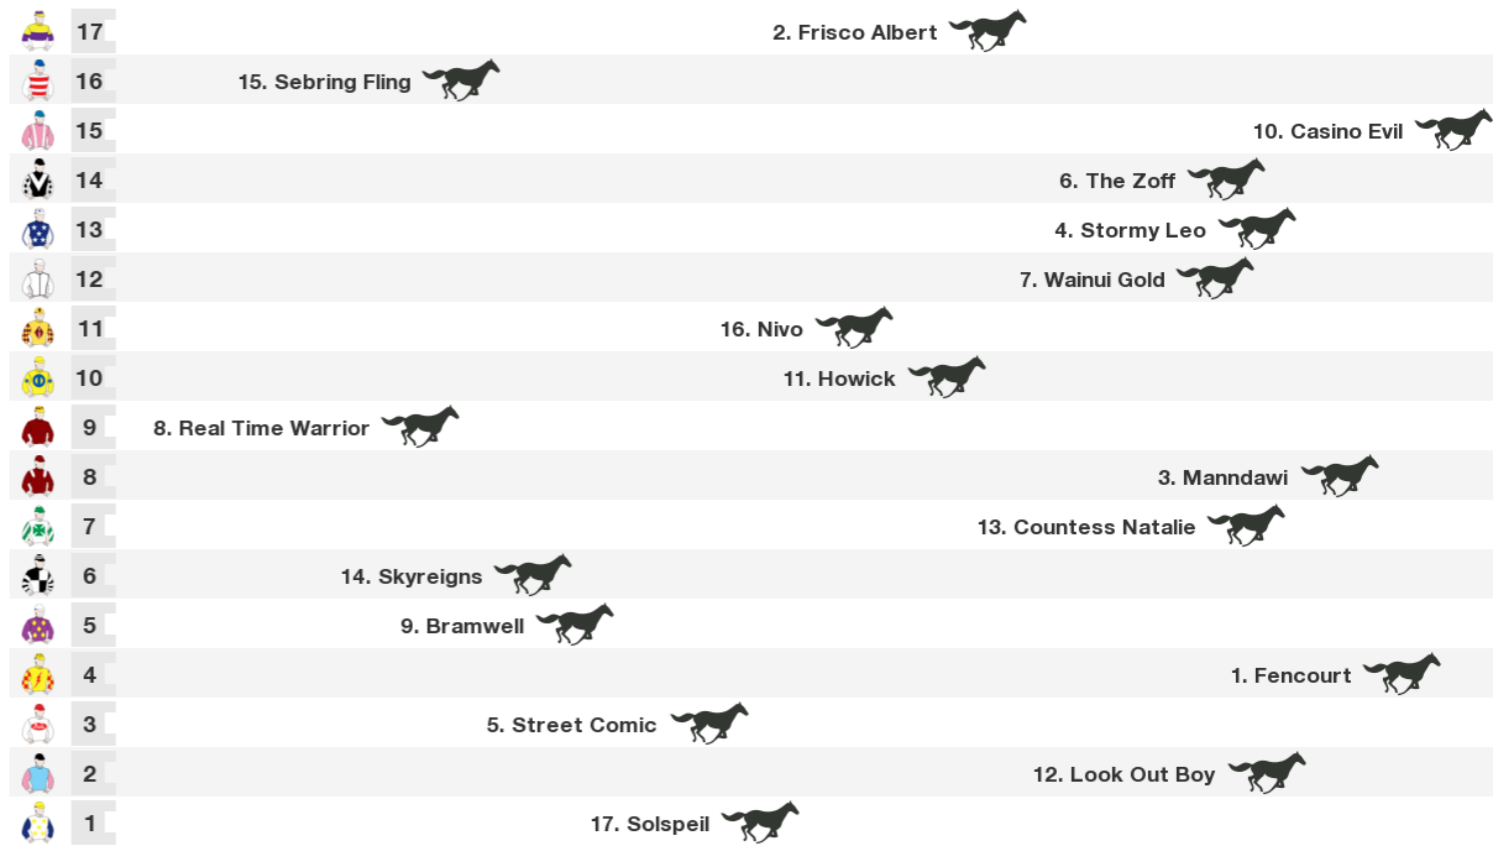 17 2. Frisco Albert
16 15. Sebring Fling
15 10. Casino Evil
14 6. The Zoff
13 4. Stormy Leo
12 7. Wainui Gold
11 16. Nivo
10 11. Howick
9 8. Real Time Warrior
8 3. Manndawi
7 13. Countess Natalie
6 14. Skyreigns
5 9. Bramwell
4 1. Fencourt
3 5. Street Comic
2 12. Look Out Boy
1 17. Solspeil